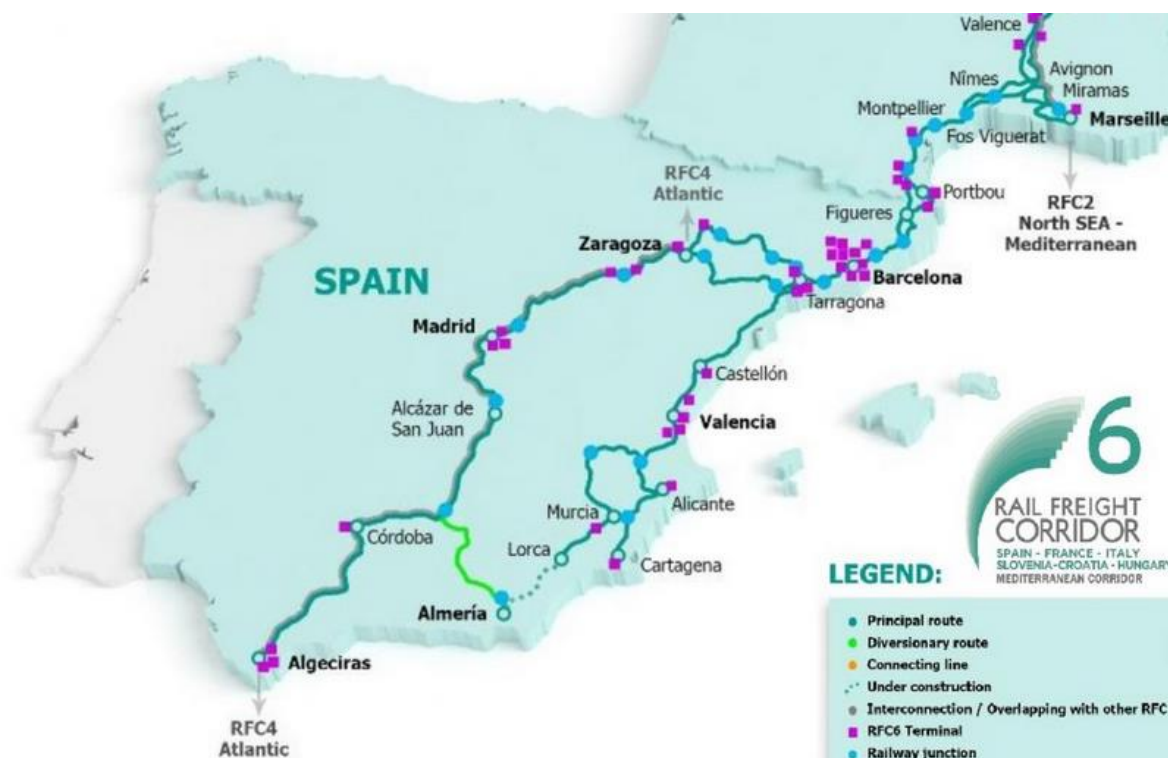 Valence
Avignon
Nîmes
Miramas
Montpellier
Marseille
Fos Viguerat
RFC4
Atlantic
Portbou
RFC2
North SEA -
Mediterranean
Figueres
Zaragoza
SPAIN
Barcelona
Tarragona
Madrid
Castellón
Alcázar de
San Juan
Valencia
6
Murcia
Alicante
RAIL FREIGHT
CORRIDOR
SPAIN - FRANCE - ITALY
SLOVENIA-CROATIA - HUNGARY
MEDITERRANEAN CORRIDOR
Córdoba
Lorca
Cartagena
LEGEND:
Almería
Principal route
Diversionary route
Algeciras
Connecting line
Under construction
Interconnection / Overlapping with other RFC
RFC4
Atlantic
RFC6 Terminal
Railway junction